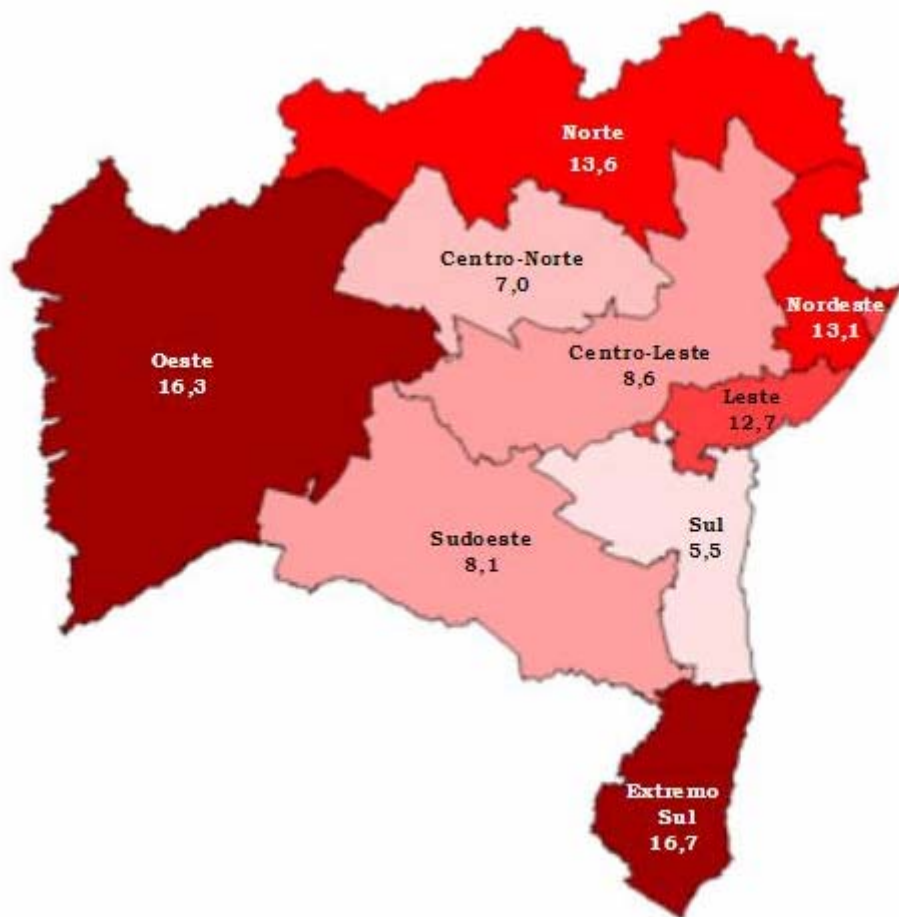 Norte
13,6
Centro-Norte
7,0
Nordeste
13,1
Centro-Leste
8,6
Oeste
16,3
Leste
12,7
Sul
5,5
Sudoeste
8,1
Extremo
Sul
16,7